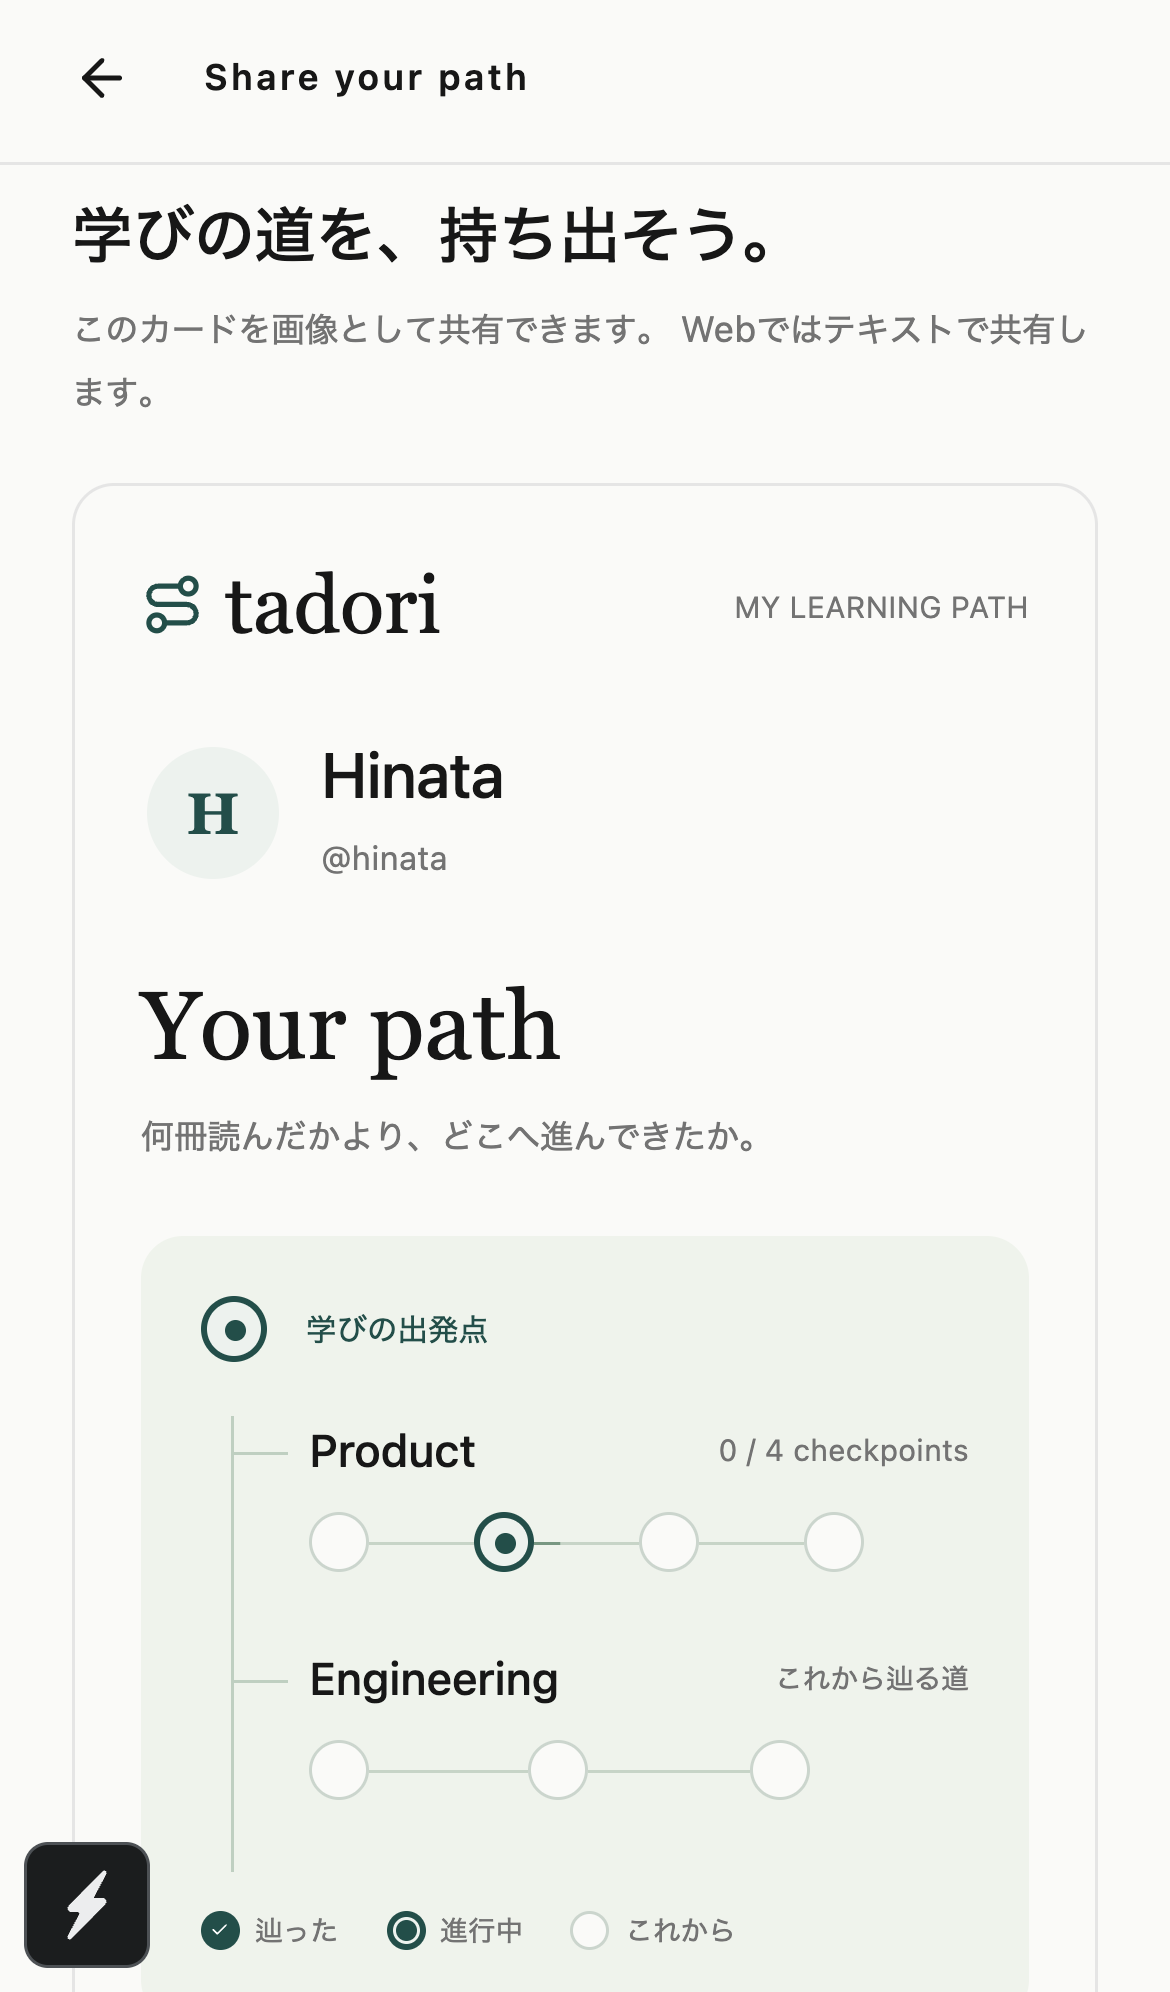 Share your path
学びの道を、持ち出そう。
このカードを画像として共有できます。 Webではテキストで共有し
ます。
tadori
MY LEARNING PATH
H
Hinata
@hinata
Your path
何冊読んだかより、どこへ進んできたか。
学びの出発点
Product
0 / 4 checkpoints
Engineering
これから辿る道
辿った
進行中
これから